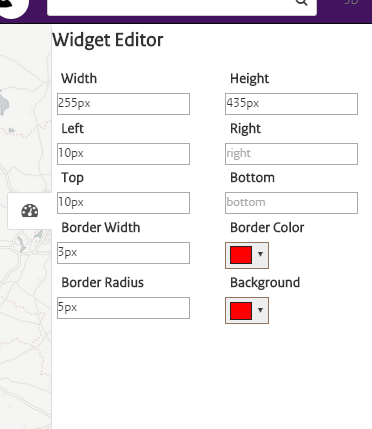 3D
Widget Editor
Width Height
255px 435px
Left Right
10px right
Top Bottom
10px bottom
Border Width Border Color
3px
Border Radius Background
5px